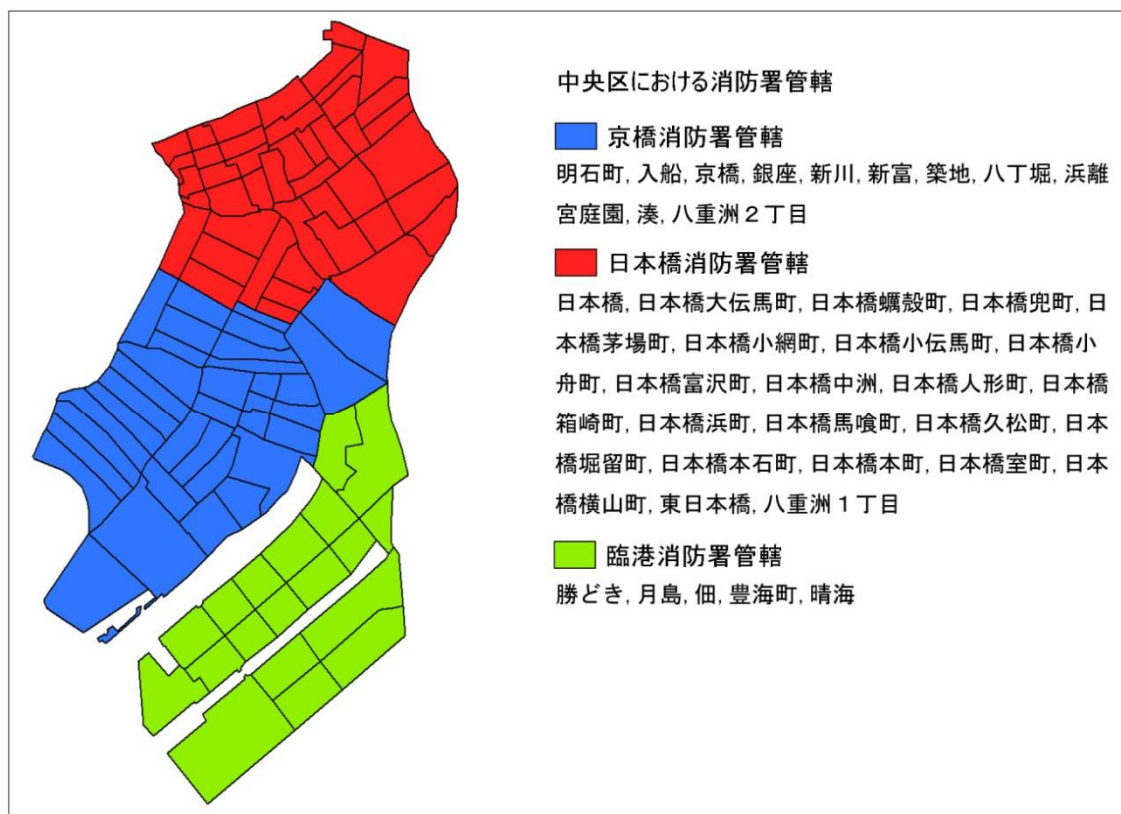 中央区における消防署管轄
京橋消防署管轄
明石町, 入船, 京橋, 銀座, 新川, 新富, 築地, 八丁堀, 浜離
宮庭園, 湊, 八重洲２丁目
日本橋消防署管轄
日本橋, 日本橋大伝馬町, 日本橋蠣殻町, 日本橋兜町, 日
本橋茅場町, 日本橋小網町, 日本橋小伝馬町, 日本橋小
舟町, 日本橋富沢町, 日本橋中洲, 日本橋人形町, 日本橋
箱崎町, 日本橋浜町, 日本橋馬喰町, 日本橋久松町, 日本
橋堀留町, 日本橋本石町, 日本橋本町, 日本橋室町, 日本
橋横山町, 東日本橋, 八重洲１丁目
臨港消防署管轄
勝どき, 月島, 佃, 豊海町, 晴海